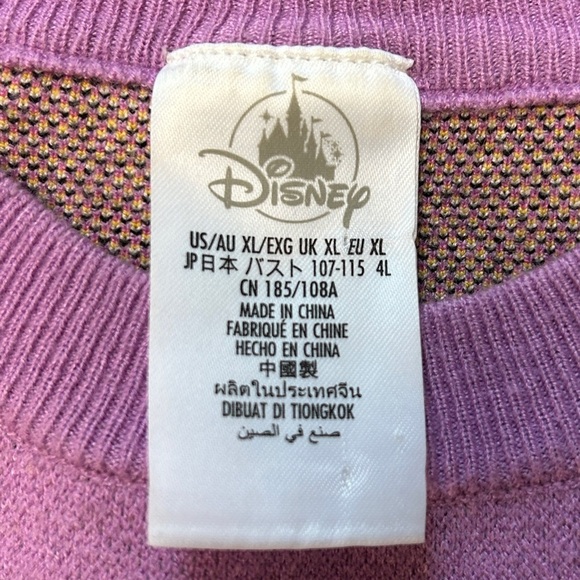 Disney
US/AU XL/EXG UK XL EU XL
JP日本 バスト 107-115 4L
CN 185/108A
MADE IN CHINA
FABRIQUÉ EN CHINE
HECHO EN CHINA
中國製
ผลิตในประเทศจีน
DIBUAT DI TIONGKOK
صنع في الصين